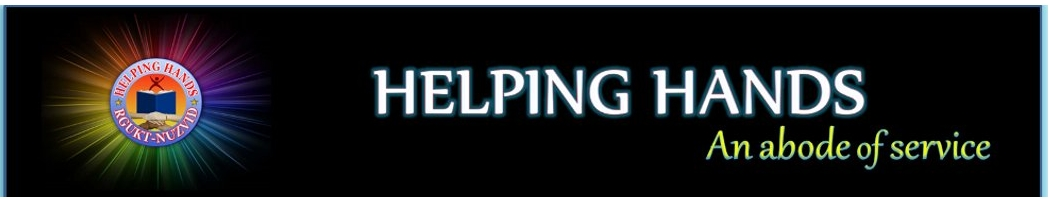 HELPING HANDS
RGUKT-NUZVID
HELPING HANDS
An abode of service